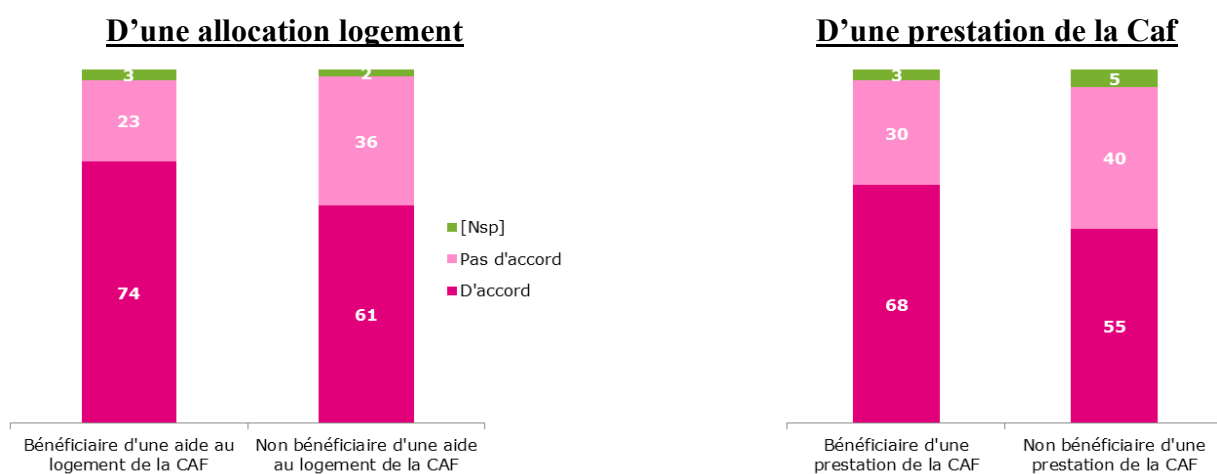 D'une allocation logement
3
2
23
36
74
61
Bénéficiaire d'une aide au
logement de la CAF
Non bénéficiaire d'une aide
au logement de la CAF
[Nsp]
Pas d'accord
D'accord
D'une prestation de la Caf
3
5
30
40
68
55
Bénéficiaire d'une
prestation de la CAF
Non bénéficiaire d'une
prestation de la CAF